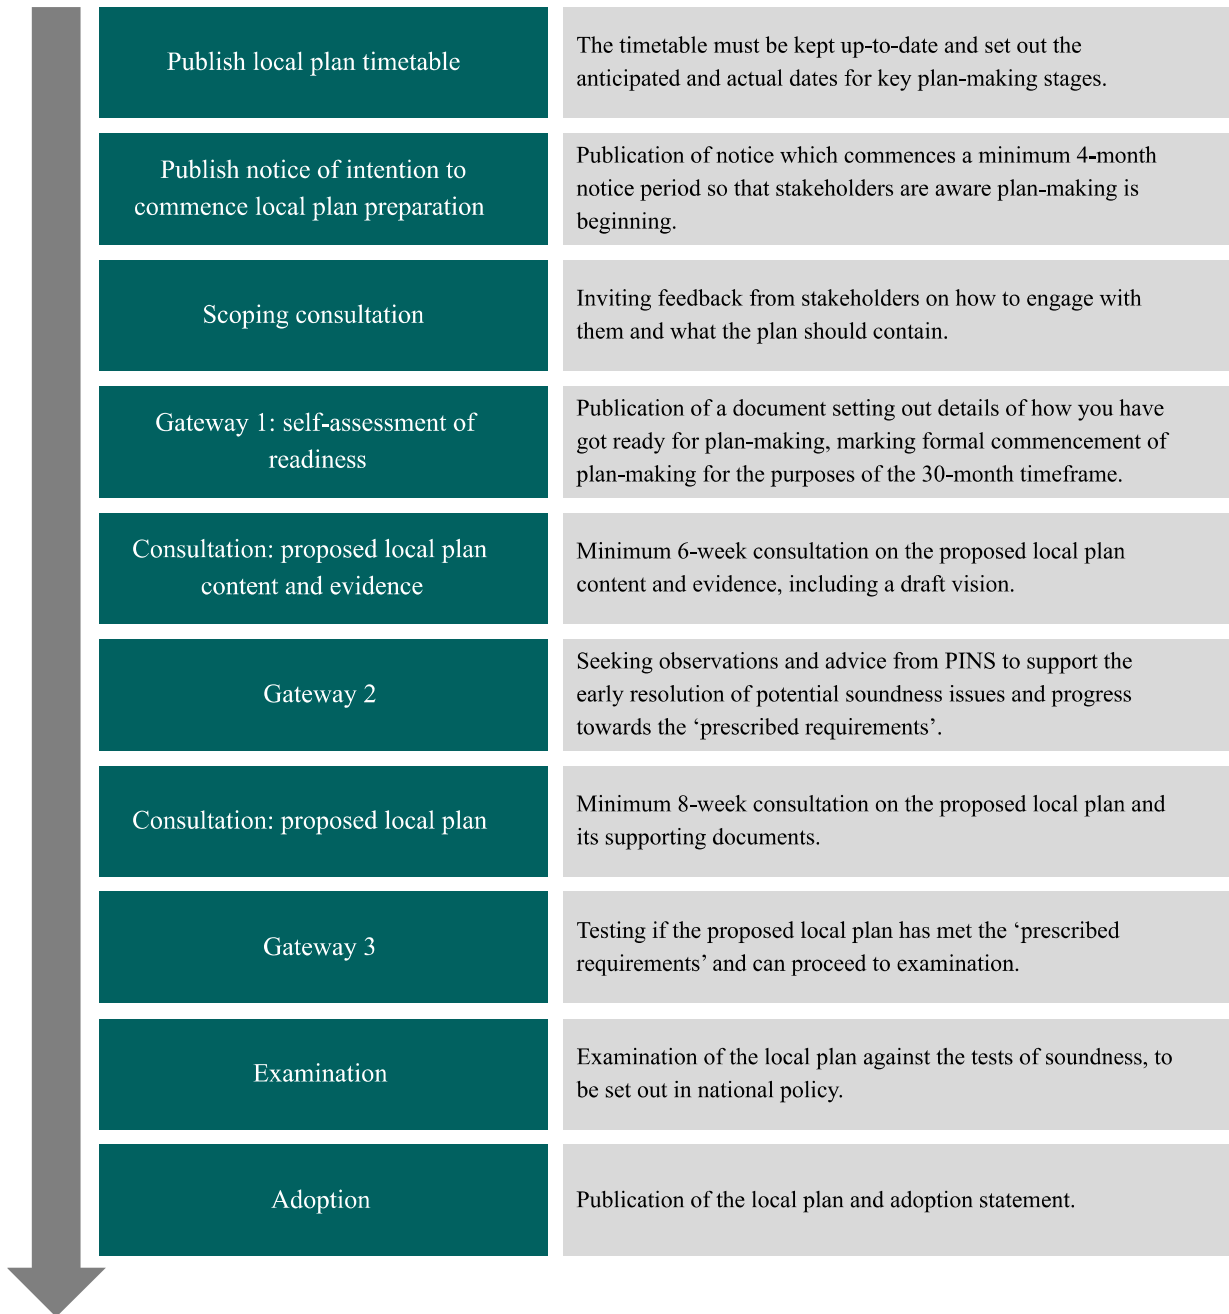 Publish local plan timetable
The timetable must be kept up-to-date and set out the
anticipated and actual dates for key plan-making stages.
Publish notice of intention to
commence local plan preparation
Publication of notice which commences a minimum 4-month
notice period so that stakeholders are aware plan-making is
beginning.
Scoping consultation
Inviting feedback from stakeholders on how to engage with
them and what the plan should contain.
Gateway 1: self-assessment of
readiness
Publication of a document setting out details of how you have
got ready for plan-making, marking formal commencement of
plan-making for the purposes of the 30-month timeframe.
Consultation: proposed local plan
content and evidence
Minimum 6-week consultation on the proposed local plan
content and evidence, including a draft vision.
Gateway 2
Seeking observations and advice from PINS to support the
early resolution of potential soundness issues and progress
towards the ‘prescribed requirements’.
Consultation: proposed local plan
Minimum 8-week consultation on the proposed local plan and
its supporting documents.
Gateway 3
Testing if the proposed local plan has met the ‘prescribed
requirements’ and can proceed to examination.
Examination
Examination of the local plan against the tests of soundness, to
be set out in national policy.
Adoption
Publication of the local plan and adoption statement.